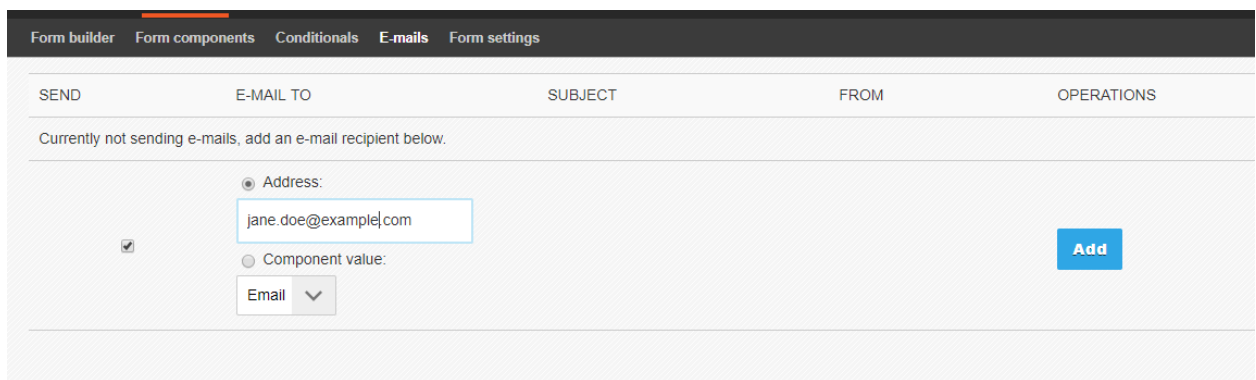 Form builder Form components Conditionals E-mails Form settings
SEND E-MAIL TO SUBJECT FROM OPERATIONS
Currently not sending e-mails, add an e-mail recipient below.
Address:
jane.doe@example.com
Component value:
Email
Add